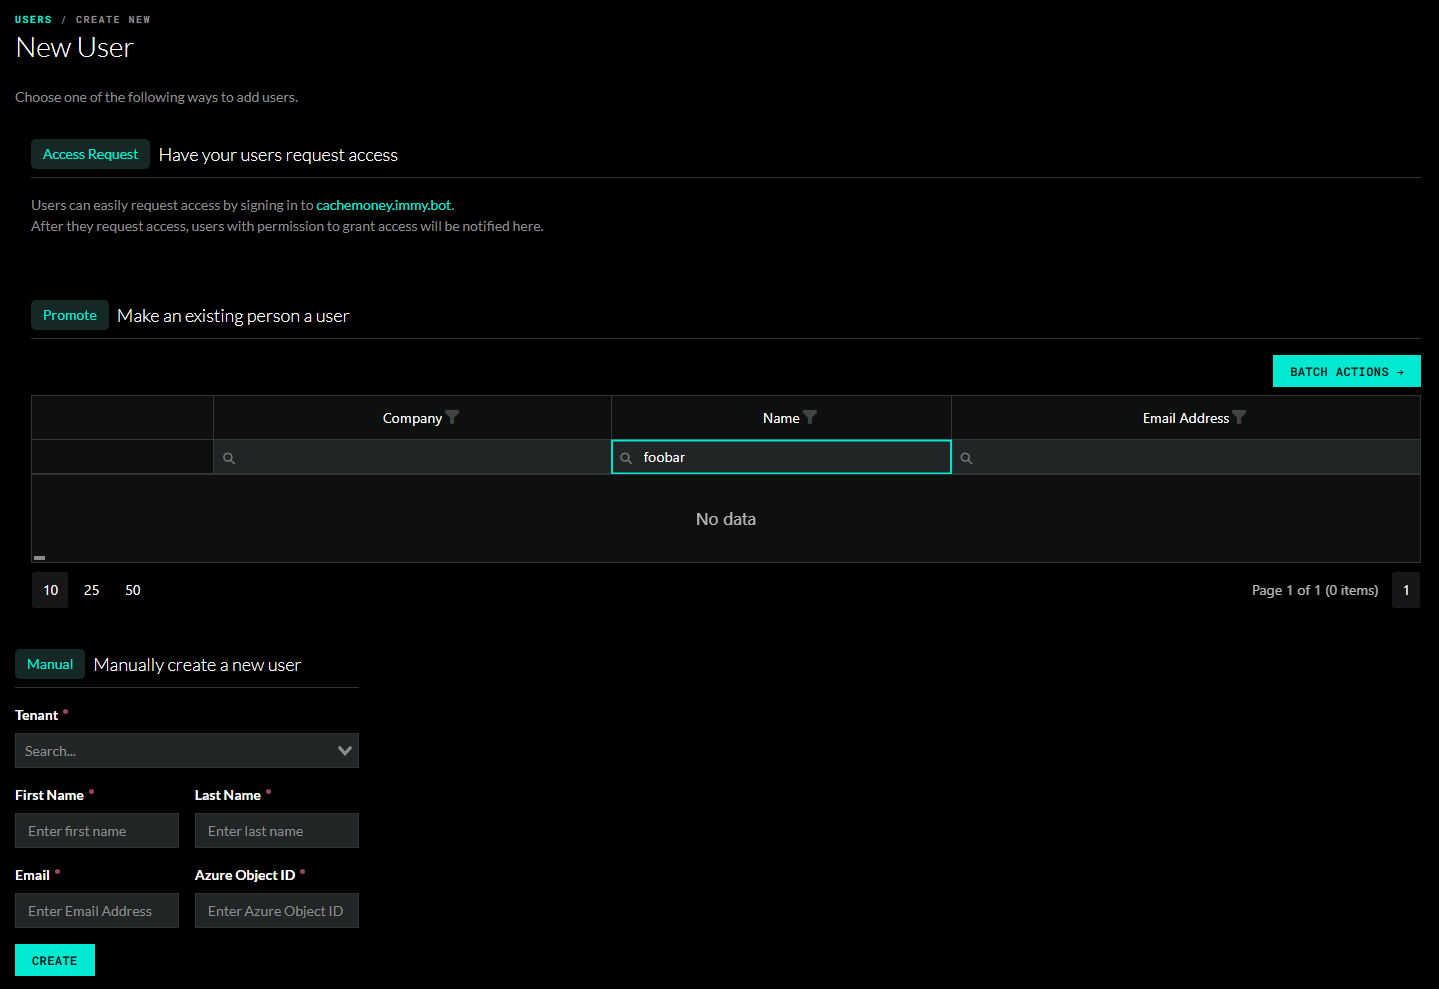 USERS / CREATE NEW
New User
Choose one of the following ways to add users.
Access Request Have your users request access
Users can easily request access by signing in to cachemoney.immy.bot.
After they request access, users with permission to grant access will be notified here.
Promote Make an existing person a user
BATCH ACTIONS →
Company Name Email Address
foobar
No data
10 25 50 Page 1 of 1 (0 items) 1
Manual Manually create a new user
Tenant
Search...
First Name Last Name
Enter first name Enter last name
Email Azure Object ID
Enter Email Address Enter Azure Object ID
CREATE